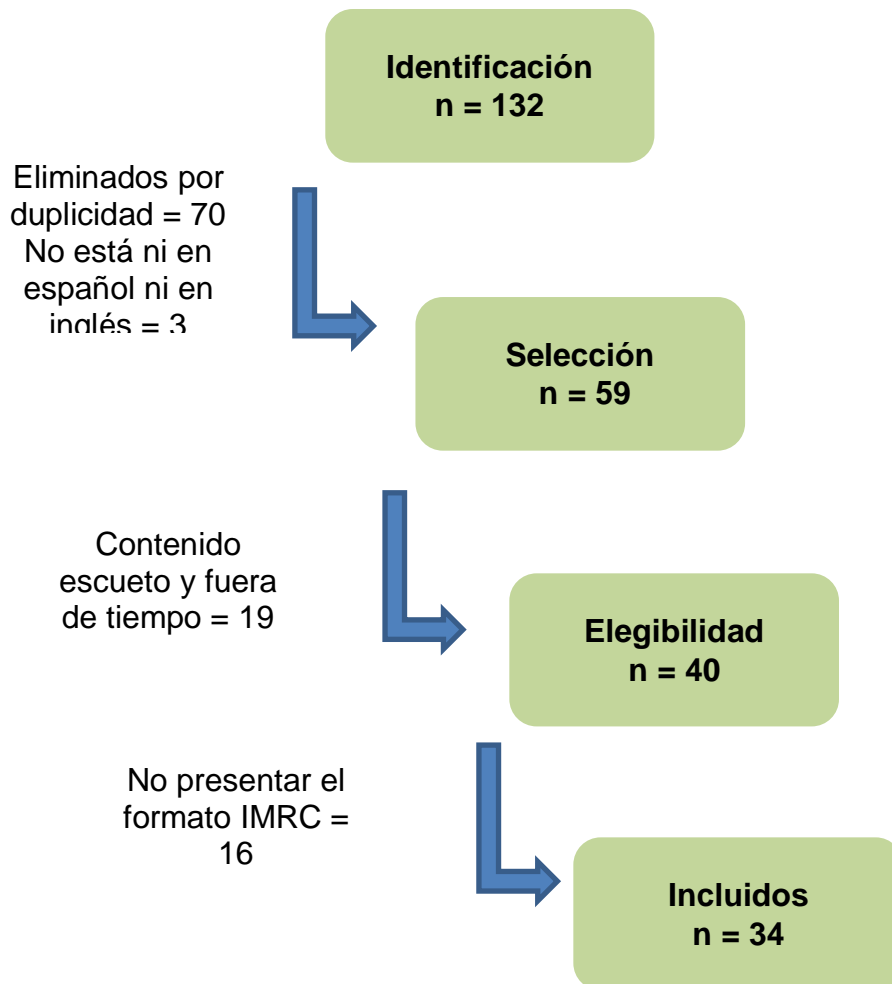 Identificación
n = 132
Eliminados por
duplicidad = 70
No está ni en
español ni en
inglés = 3
Selección
n = 59
Contenido
escueto y fuera
de tiempo = 19
Elegibilidad
n = 40
No presentar el
formato IMRC =
16
Incluidos
n = 34